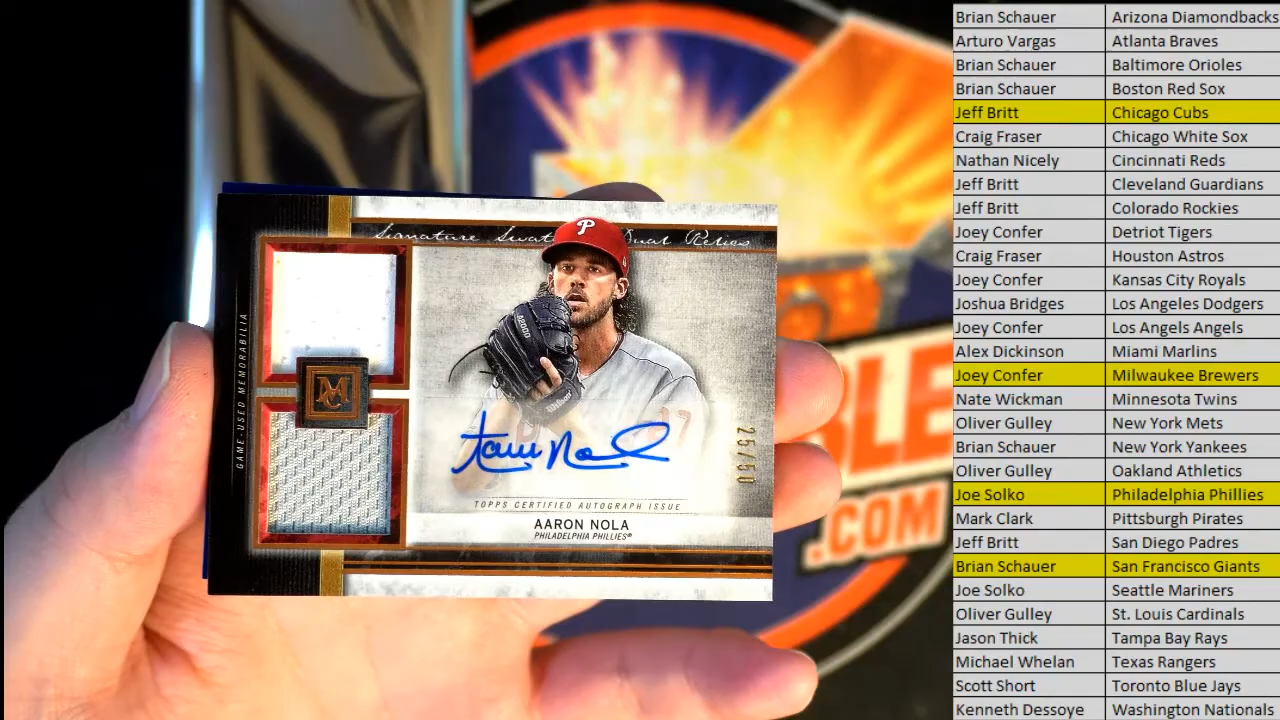 Signature Swatches Dual Relics
P
GAME-USED MEMORABILIA
MC
A2000
Wilson
17
25/50
TOPPS CERTIFIED AUTOGRAPH ISSUE
AARON NOLA
PHILADELPHIA PHILLIES®
BLE
.COM
Brian Schauer Arizona Diamondbacks
Arturo Vargas Atlanta Braves
Brian Schauer Baltimore Orioles
Brian Schauer Boston Red Sox
Jeff Britt Chicago Cubs
Craig Fraser Chicago White Sox
Nathan Nicely Cincinnati Reds
Jeff Britt Cleveland Guardians
Jeff Britt Colorado Rockies
Joey Confer Detriot Tigers
Craig Fraser Houston Astros
Joey Confer Kansas City Royals
Joshua Bridges Los Angeles Dodgers
Joey Confer Los Angels Angels
Alex Dickinson Miami Marlins
Joey Confer Milwaukee Brewers
Nate Wickman Minnesota Twins
Oliver Gulley New York Mets
Brian Schauer New York Yankees
Oliver Gulley Oakland Athletics
Joe Solko Philadelphia Phillies
Mark Clark Pittsburgh Pirates
Jeff Britt San Diego Padres
Brian Schauer San Francisco Giants
Joe Solko Seattle Mariners
Oliver Gulley St. Louis Cardinals
Jason Thick Tampa Bay Rays
Michael Whelan Texas Rangers
Scott Short Toronto Blue Jays
Kenneth Dessoye Washington Nationals